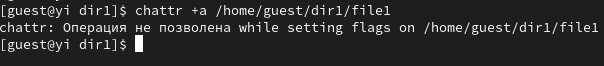 [guest@yi dir1]$ chattr +a /home/guest/dir1/file1
chattr: Операция не позволена while setting flags on /home/guest/dir1/file1
[guest@yi dir1]$